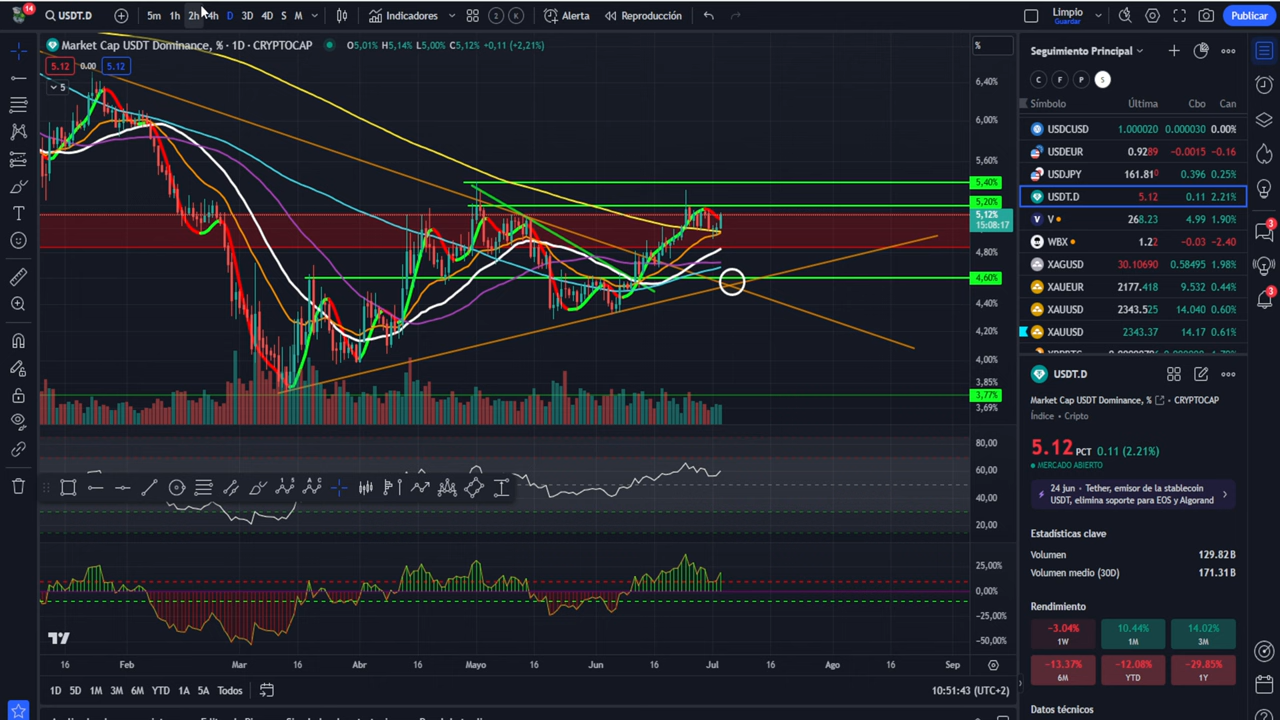 14 USDT.D 5m 1h 2h 4h D 3D 4D S M Indicadores 2 K Alerta Reproducción Limpio Guardar Publicar
Market Cap USDT Dominance, % · 1D · CRYPTOCAP O5,01% H5,14% L5,00% C5,12% +0,11 (+2,21%)
5.12 0.00 5.12
5
%
6,40%
6,00%
5,60%
5,40%
5,20%
5,12%
15:08:17
4,80%
4,60%
4,40%
4,20%
4,00%
3,85%
3,77%
3,69%
80,00
60,00
40,00
20,00
25,00%
0,00%
−25,00%
−50,00%
16 Feb Mar 16 Abr 16 Mayo 16 Jun 16 Jul 16 Ago 16 Sep
1D 5D 1M 3M 6M YTD 1A 5A Todos 10:51:43 (UTC+2)
Seguimiento Principal
C F P S
Símbolo Última Cbo Can
USDCUSD 1.000020 0.000030 0.00%
USDEUR 0.9289 −0.0015 −0.16
USDJPY 161.810 0.396 0.25%
USDT.D 5.12 0.11 2.21%
V 268.23 4.99 1.90%
WBX 1.22 −0.03 −2.40
XAGUSD 30.10690 0.58495 1.98%
XAUEUR 2177.418 9.532 0.44%
XAUUSD 2343.525 14.040 0.60%
XAUUSD 2343.37 14.17 0.61%
USDT.D
Market Cap USDT Dominance, % · CRYPTOCAP
Índice · Cripto
5.12 PCT 0.11 (2.21%)
MERCADO ABIERTO
24 jun · Tether, emisor de la stablecoin
USDT, elimina soporte para EOS y Algorand
Estadísticas clave
Volumen 129.82B
Volumen medio (30D) 171.31B
Rendimiento
−3.04% 10.44% 14.02%
1W 1M 3M
−13.37% −12.08% −29.85%
6M YTD 1Y
Datos técnicos
3
3